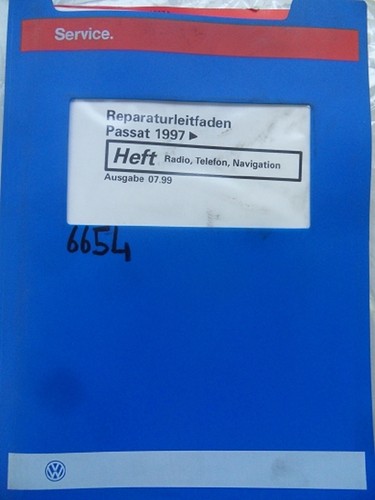 Service.
Reparaturleitfaden
Passat 1997 ►
Heft Radio, Telefon, Navigation
Ausgabe 07.99
6654